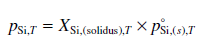 p_{Si,T} = X_{Si,(solidus),T} × p°_{Si,(s),T}